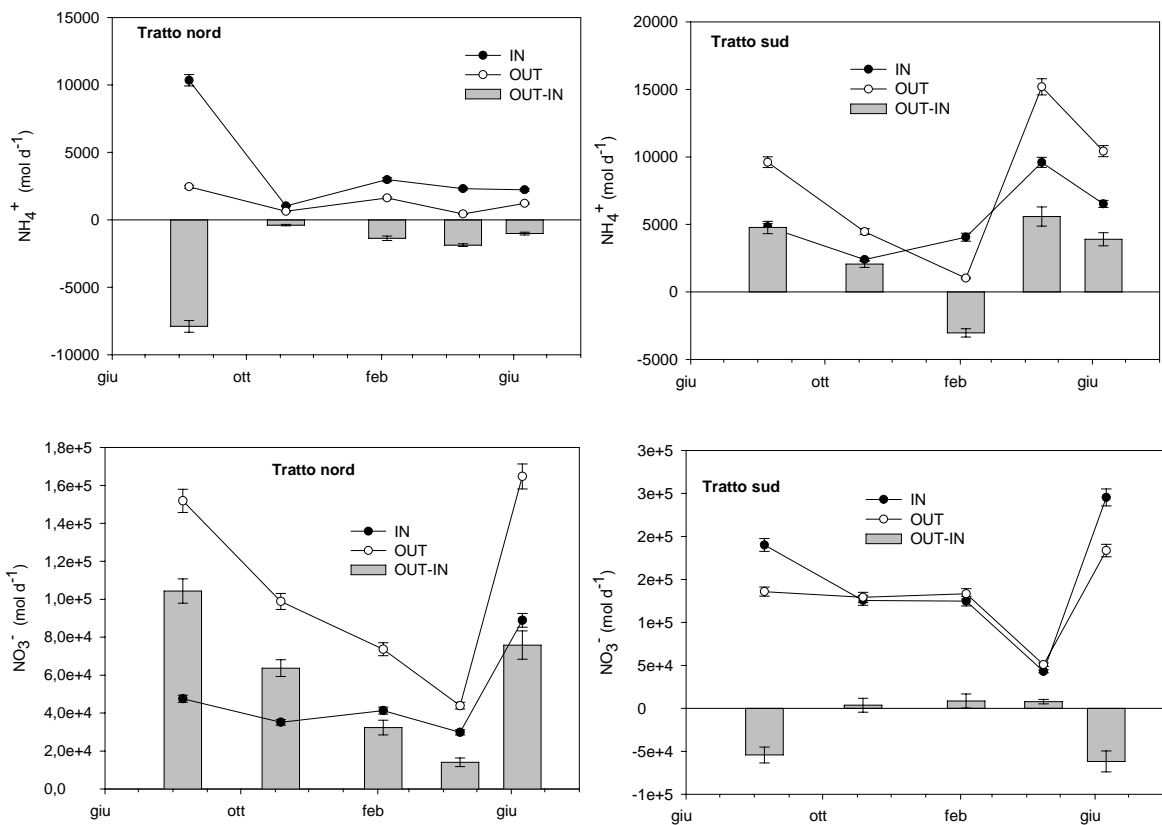 Tratto nord
IN
OUT
OUT-IN
NH4+ (mol d-1)
15000
10000
5000
0
-5000
-10000
giu ott feb giu
Tratto sud
IN
OUT
OUT-IN
NH4+ (mol d-1)
20000
15000
10000
5000
0
-5000
giu ott feb giu
Tratto nord
IN
OUT
OUT-IN
NO3- (mol d-1)
1,8e+5
1,6e+5
1,4e+5
1,2e+5
1,0e+5
8,0e+4
6,0e+4
4,0e+4
2,0e+4
0,0
giu ott feb giu
Tratto sud
IN
OUT
OUT-IN
NO3- (mol d-1)
3e+5
3e+5
2e+5
2e+5
1e+5
5e+4
0
-5e+4
-1e+5
giu ott feb giu